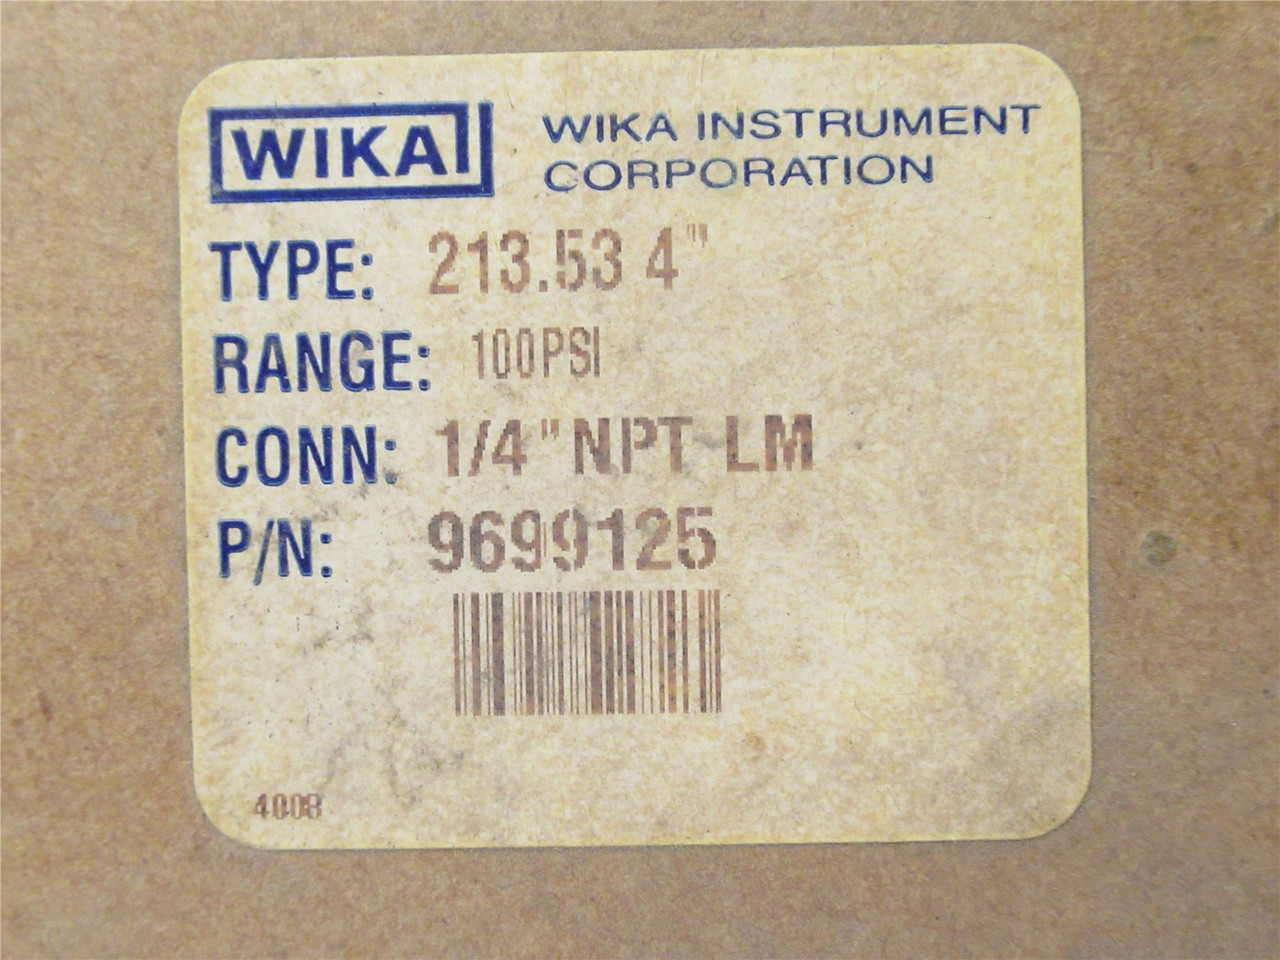 WIKA
WIKA INSTRUMENT
CORPORATION
TYPE: 213.53 4"
RANGE: 100PSI
CONN: 1/4" NPT LM
P/N: 9699125
4008